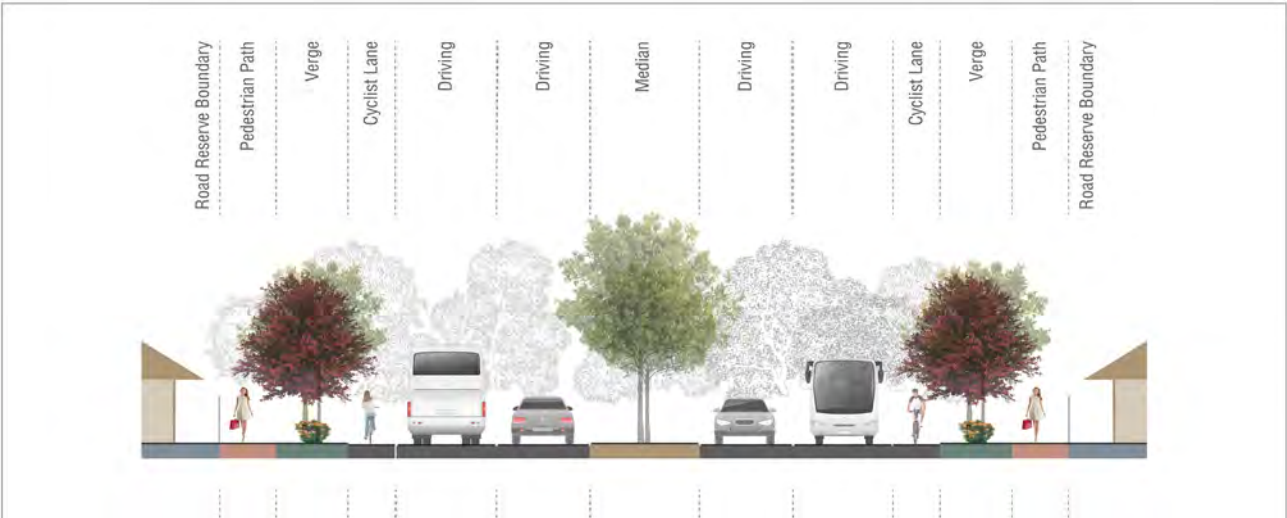 Road Reserve Boundary
Pedestrian Path
Verge
Cyclist Lane
Driving
Driving
Median
Driving
Driving
Cyclist Lane
Verge
Pedestrian Path
Road Reserve Boundary